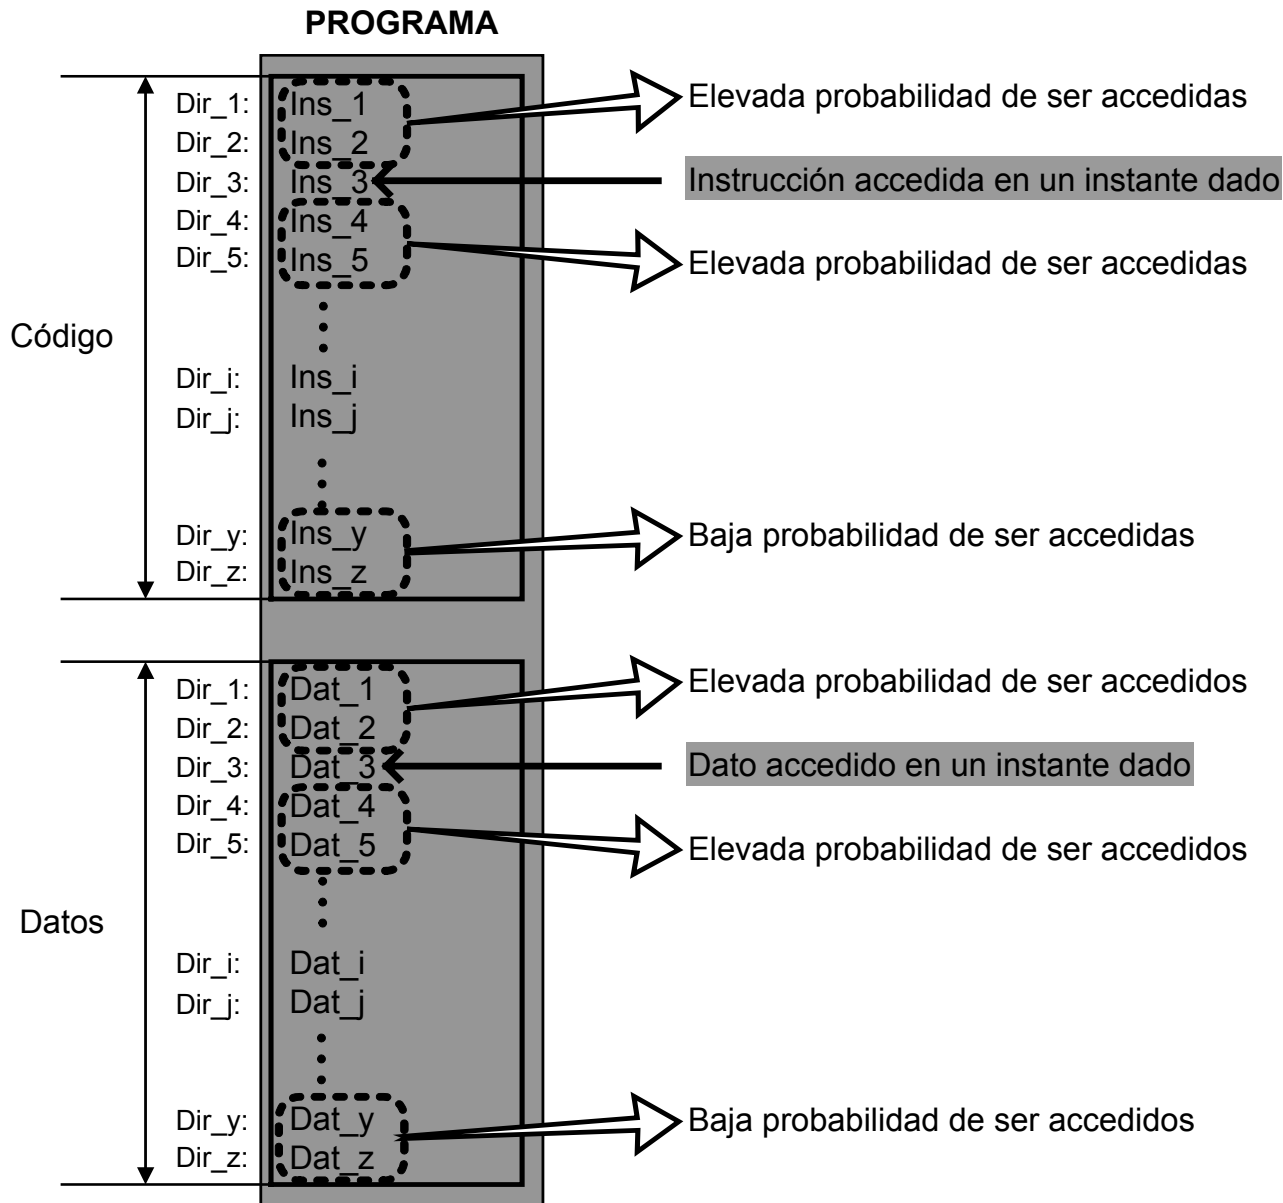 PROGRAMA
Dir_1: Ins_1
Elevada probabilidad de ser accedidas
Dir_2: Ins_2
Dir_3: Ins_3
Instrucción accedida en un instante dado
Dir_4: Ins_4
Dir_5: Ins_5
Elevada probabilidad de ser accedidas
Código
Dir_i: Ins_i
Dir_j: Ins_j
Dir_y: Ins_y
Baja probabilidad de ser accedidas
Dir_z: Ins_z
Dir_1: Dat_1
Elevada probabilidad de ser accedidos
Dir_2: Dat_2
Dir_3: Dat_3
Dato accedido en un instante dado
Dir_4: Dat_4
Dir_5: Dat_5
Elevada probabilidad de ser accedidos
Datos
Dir_i: Dat_i
Dir_j: Dat_j
Dir_y: Dat_y
Baja probabilidad de ser accedidos
Dir_z: Dat_z